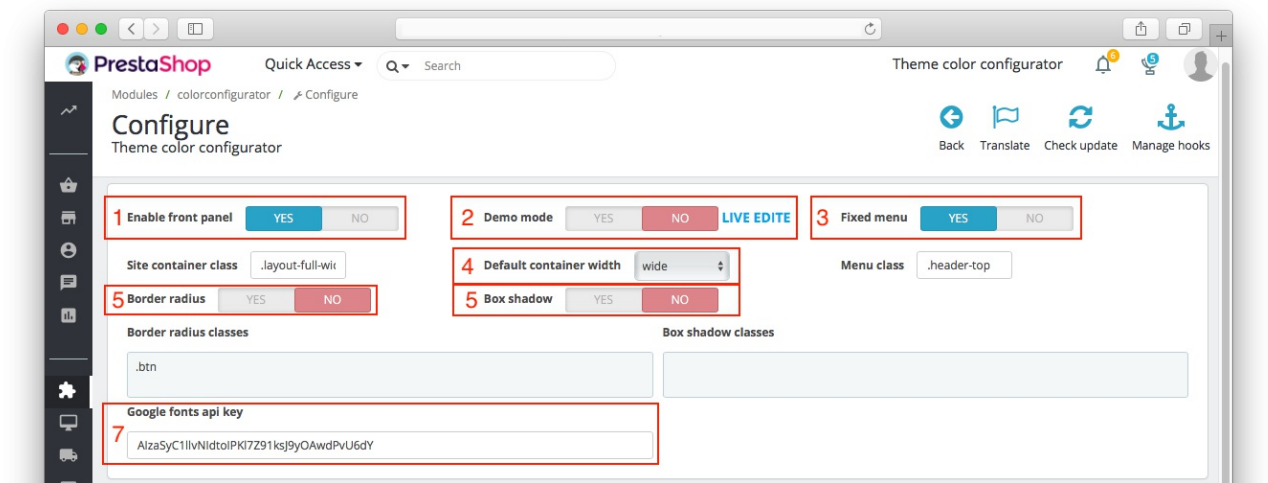 PrestaShop Quick Access Search Theme color configurator 6 5
Modules / colorconfigurator / Configure
Configure
Theme color configurator
Back Translate Check update Manage hooks
1 Enable front panel YES NO 2 Demo mode YES NO LIVE EDITE 3 Fixed menu YES NO
Site container class .layout-full-wic 4 Default container width wide Menu class .header-top
5 Border radius YES NO 5 Box shadow YES NO
Border radius classes Box shadow classes
.btn
Google fonts api key
7 AIzaSyC1IlvNIdtoIPKl7Z91ksJ9yOAwdPvU6dY